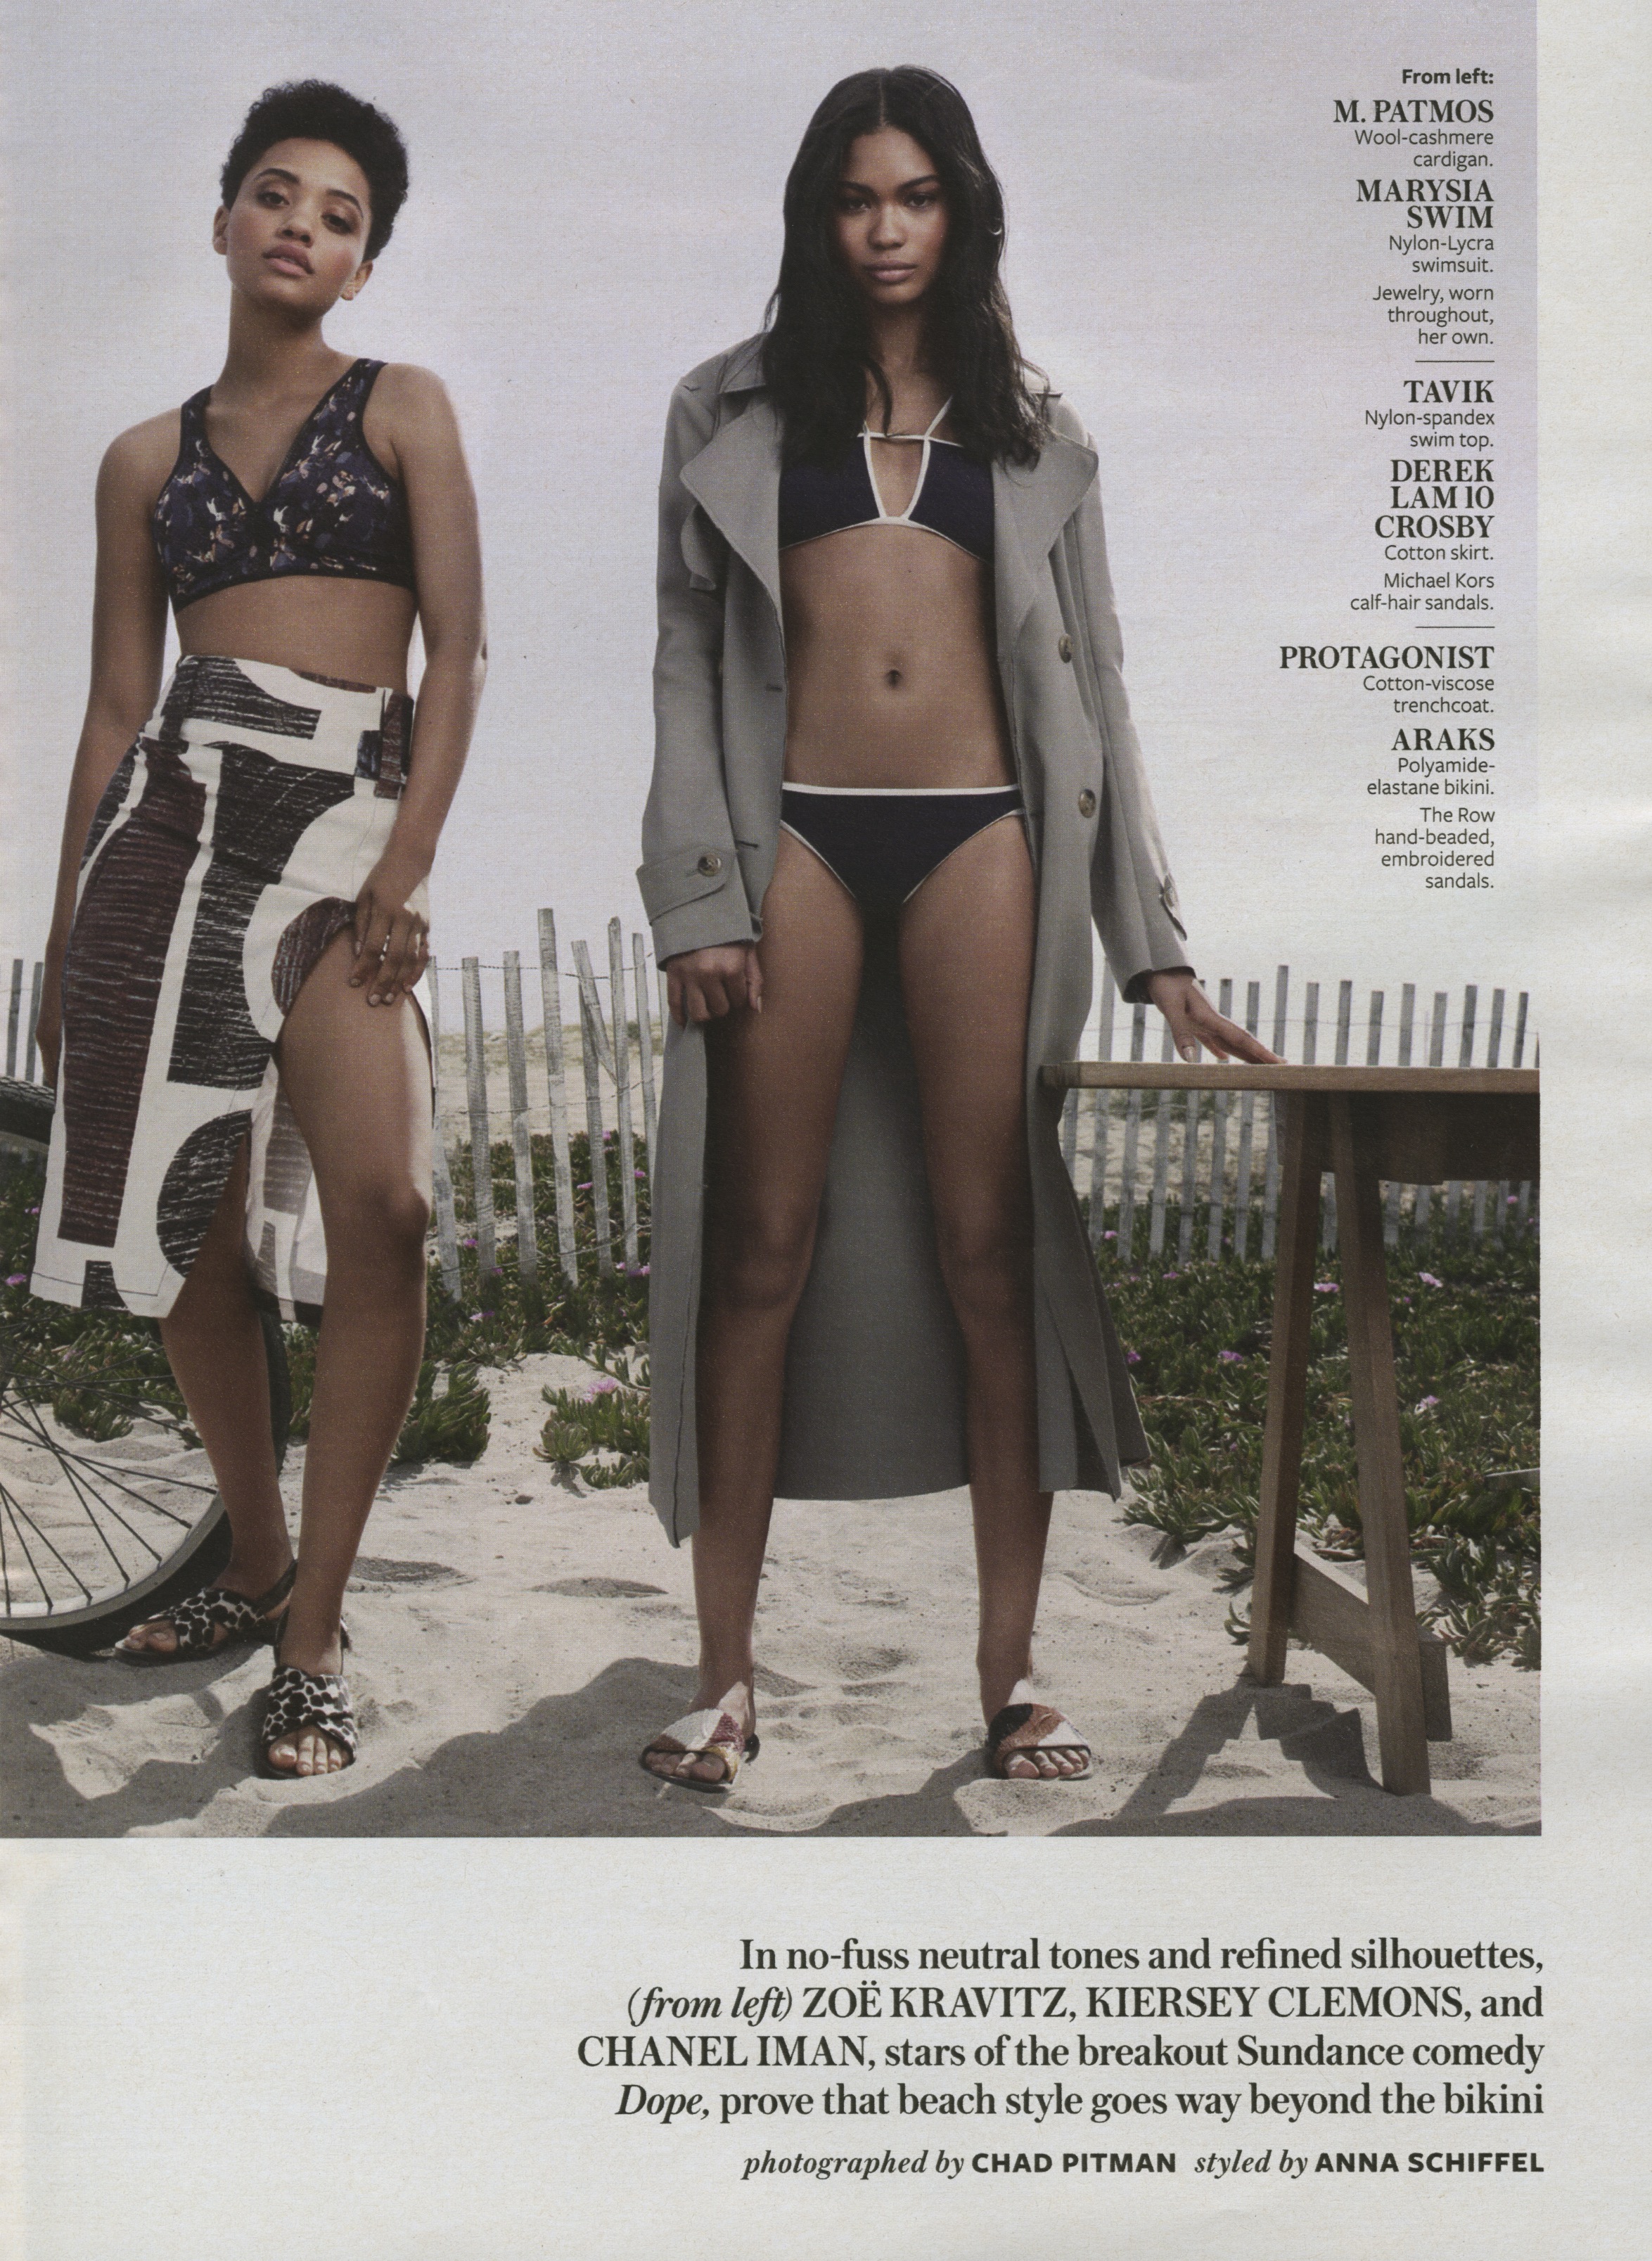 From left:
M. PATMOS
Wool-cashmere
cardigan.
MARYSIA
SWIM
Nylon-Lycra
swimsuit.
Jewelry, worn
throughout,
her own.
TAVIK
Nylon-spandex
swim top.
DEREK
LAM 10
CROSBY
Cotton skirt.
Michael Kors
calf-hair sandals.
PROTAGONIST
Cotton-viscose
trenchcoat.
ARAKS
Polyamide-
elastane bikini.
The Row
hand-beaded,
embroidered
sandals.
In no-fuss neutral tones and refined silhouettes,
(from left) ZOË KRAVITZ, KIERSEY CLEMONS, and
CHANEL IMAN, stars of the breakout Sundance comedy
Dope, prove that beach style goes way beyond the bikini
photographed by CHAD PITMAN styled by ANNA SCHIFFEL